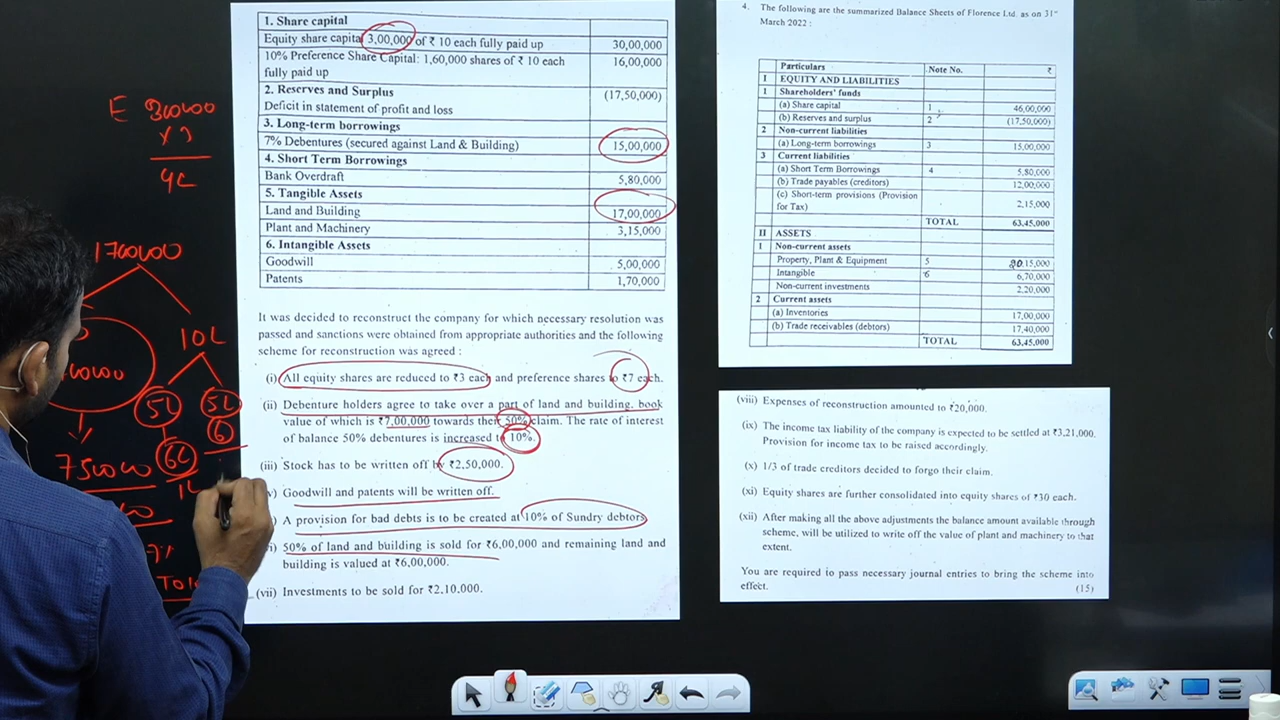 1. Share capital
Equity share capital 3,00,000 of ₹ 10 each fully paid up 30,00,000
10% Preference Share Capital: 1,60,000 shares of ₹ 10 each 16,00,000
fully paid up
2. Reserves and Surplus (17,50,000)
Deficit in statement of profit and loss
3. Long-term borrowings
7% Debentures (secured against Land & Building) 15,00,000
4. Short Term Borrowings
Bank Overdraft 5,80,000
5. Tangible Assets
Land and Building 17,00,000
Plant and Machinery 3,15,000
6. Intangible Assets
Goodwill 5,00,000
Patents 1,70,000
It was decided to reconstruct the company for which necessary resolution was
passed and sanctions were obtained from appropriate authorities and the following
scheme for reconstruction was agreed :
(i) All equity shares are reduced to ₹3 each and preference shares to ₹7 each.
(ii) Debenture holders agree to take over a part of land and building, book
value of which is ₹7,00,000 towards their 50% claim. The rate of interest
of balance 50% debentures is increased to 10%.
(iii) Stock has to be written off by ₹2,50,000.
Goodwill and patents will be written off.
A provision for bad debts is to be created at 10% of Sundry debtors
50% of land and building is sold for ₹6,00,000 and remaining land and
building is valued at ₹6,00,000.
(vii) Investments to be sold for ₹2,10,000.
4. The following are the summarized Balance Sheets of Florence Ltd. as on 31st
March 2022 :
Particulars Note No. ₹
I EQUITY AND LIABILITIES
1 Shareholders' funds
(a) Share capital 1 46,00,000
(b) Reserves and surplus 2 (17,50,000)
2 Non-current liabilities
(a) Long-term borrowings 3 15,00,000
3 Current liabilities
(a) Short Term Borrowings 4 5,80,000
(b) Trade payables (creditors) 12,00,000
(c) Short-term provisions (Provision 2,15,000
for Tax)
TOTAL 63,45,000
II ASSETS
1 Non-current assets
Property, Plant & Equipment 5 20,15,000
Intangible 6 6,70,000
Non-current investments 2,20,000
2 Current assets
(a) Inventories 17,00,000
(b) Trade receivables (debtors) 17,40,000
TOTAL 63,45,000
(viii) Expenses of reconstruction amounted to ₹20,000.
(ix) The income tax liability of the company is expected to be settled at ₹3,21,000.
Provision for income tax to be raised accordingly.
(x) 1/3 of trade creditors decided to forgo their claim.
(xi) Equity shares are further consolidated into equity shares of ₹30 each.
(xii) After making all the above adjustments the balance amount available through
scheme, will be utilized to write off the value of plant and machinery to that
extent.
You are required to pass necessary journal entries to bring the scheme into
effect. (15)
E 300000
x 3
9L
1700000
10L
5L 5L
6L 6
750000